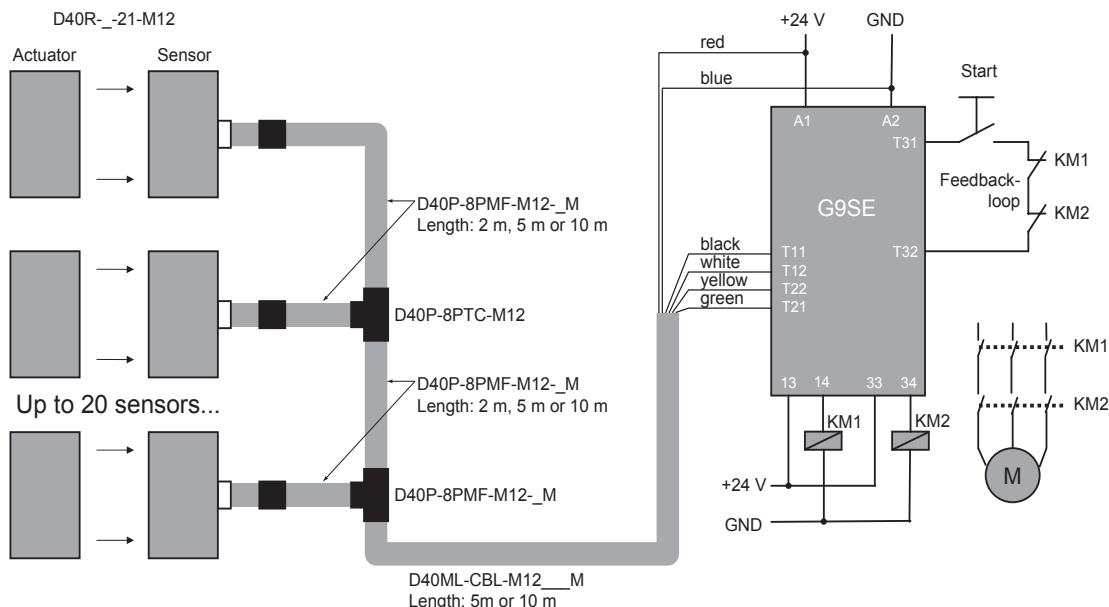 D40R-_-21-M12
Actuator
Sensor
+24 V
GND
red
blue
Start
A1
A2
T31
KM1
Feedback-
loop
KM2
G9SE
D40P-8PMF-M12-_M
Length: 2 m, 5 m or 10 m
black
white
yellow
green
T11
T12
T22
T21
T32
D40P-8PTC-M12
KM1
KM2
D40P-8PMF-M12-_M
Length: 2 m, 5 m or 10 m
Up to 20 sensors...
13
14
33
34
KM1
KM2
M
D40P-8PMF-M12-_M
+24 V
GND
D40ML-CBL-M12___M
Length: 5m or 10 m